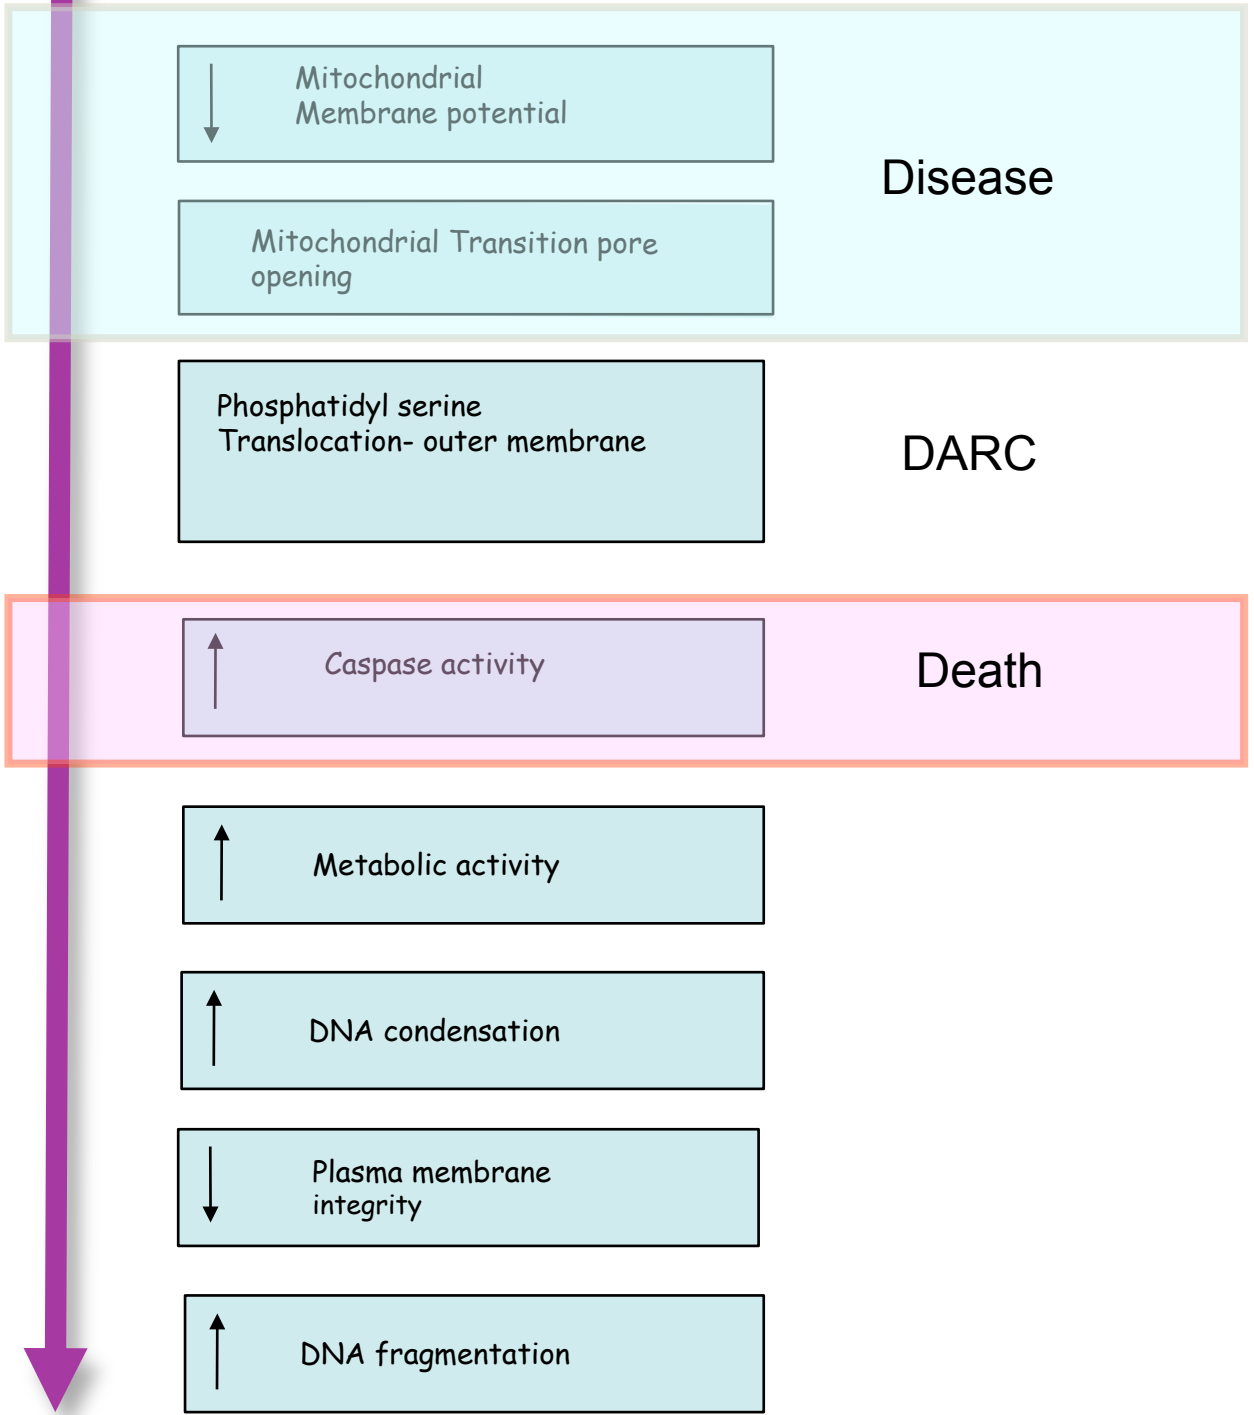 Mitochondrial
Membrane potential
Disease
Mitochondrial Transition pore
opening
Phosphatidyl serine
Translocation- outer membrane
DARC
Caspase activity
Death
Metabolic activity
DNA condensation
Plasma membrane
integrity
DNA fragmentation